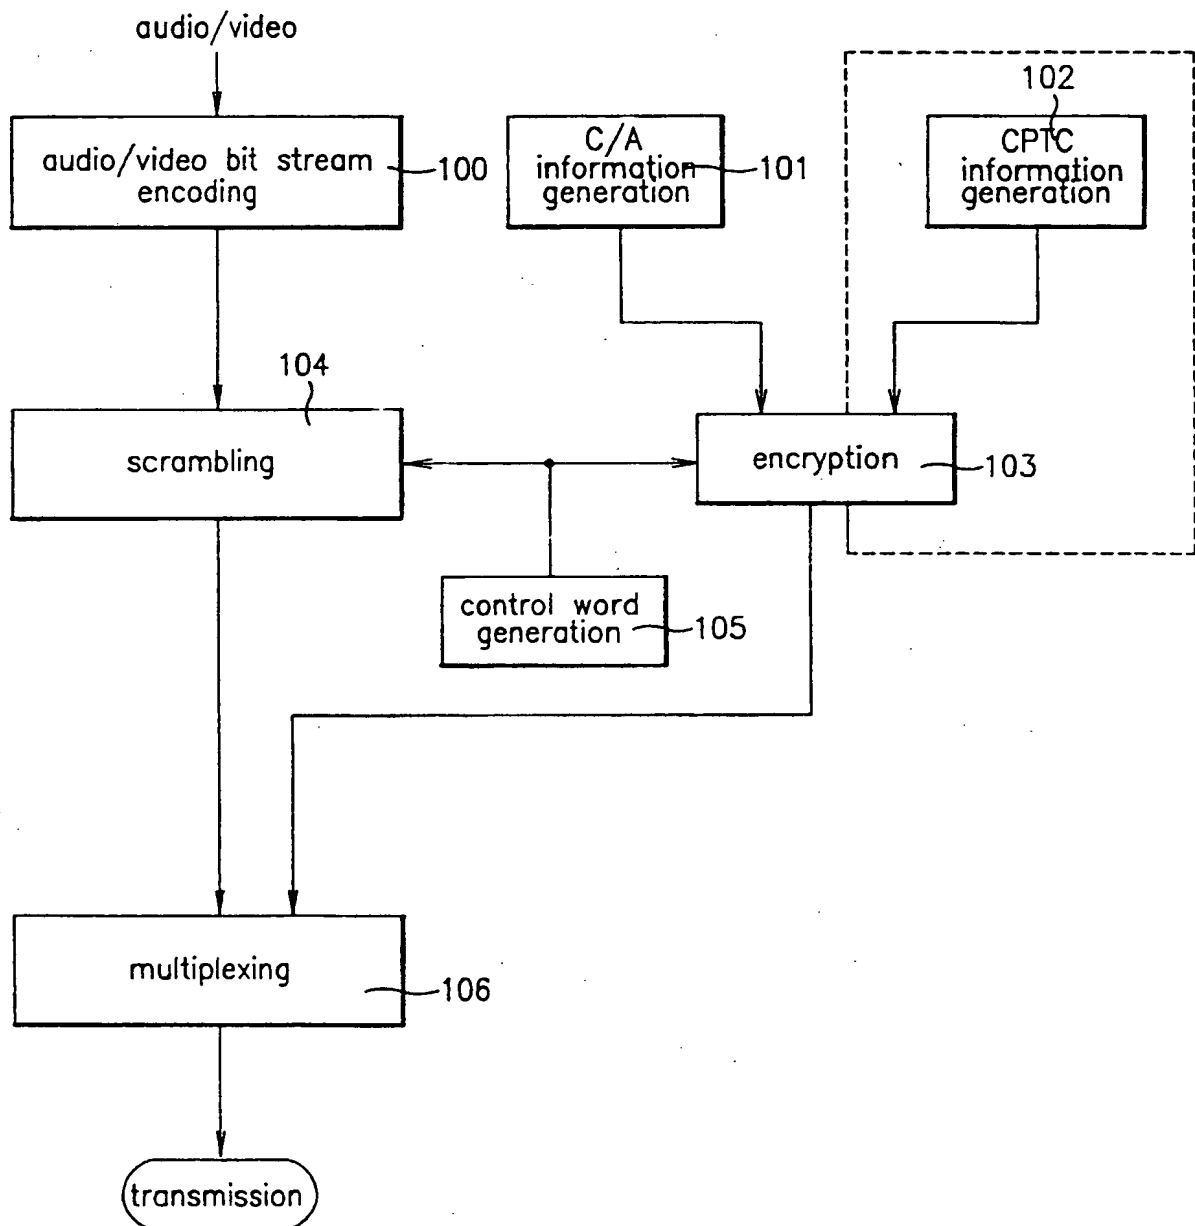 audio/video
audio/video bit stream
encoding
100
C/A
information
generation
101
102
CPTC
information
generation
104
scrambling
encryption
103
control word
generation
105
multiplexing
106
transmission